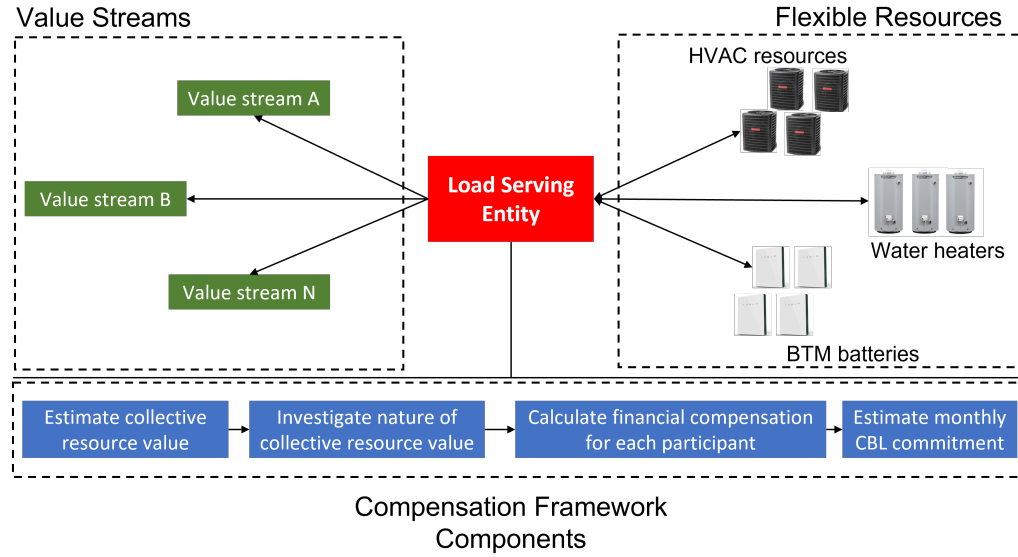 Value Streams
Flexible Resources
HVAC resources
Value stream A
Load Serving
Entity
Value stream B
Water heaters
Value stream N
BTM batteries
Estimate collective
resource value
Investigate nature of
collective resource value
Calculate financial compensation
for each participant
Estimate monthly
CBL commitment
Compensation Framework
Components